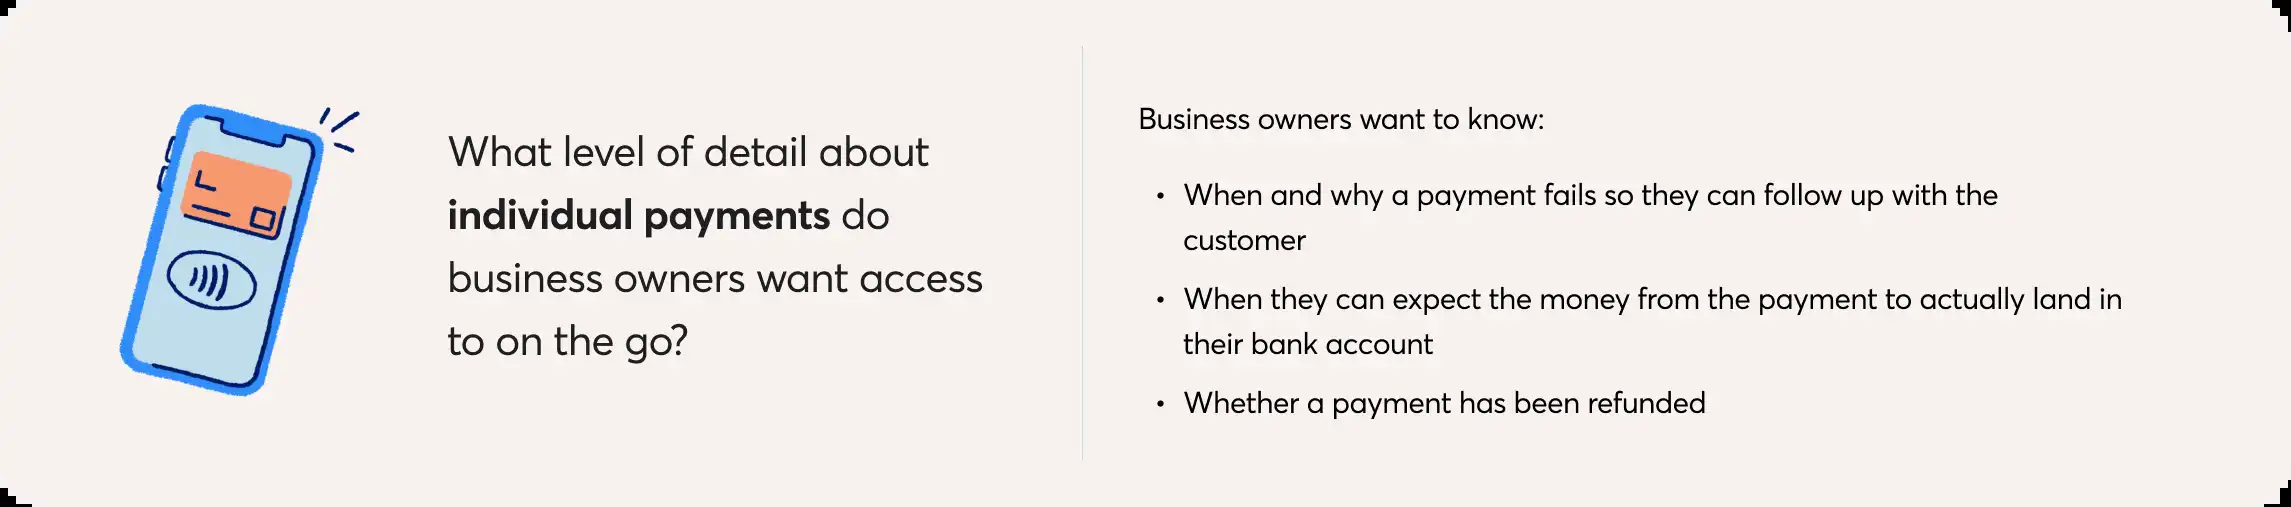 What level of detail about
individual payments do
business owners want access
to on the go?
Business owners want to know:
• When and why a payment fails so they can follow up with the
customer
• When they can expect the money from the payment to actually land in
their bank account
• Whether a payment has been refunded